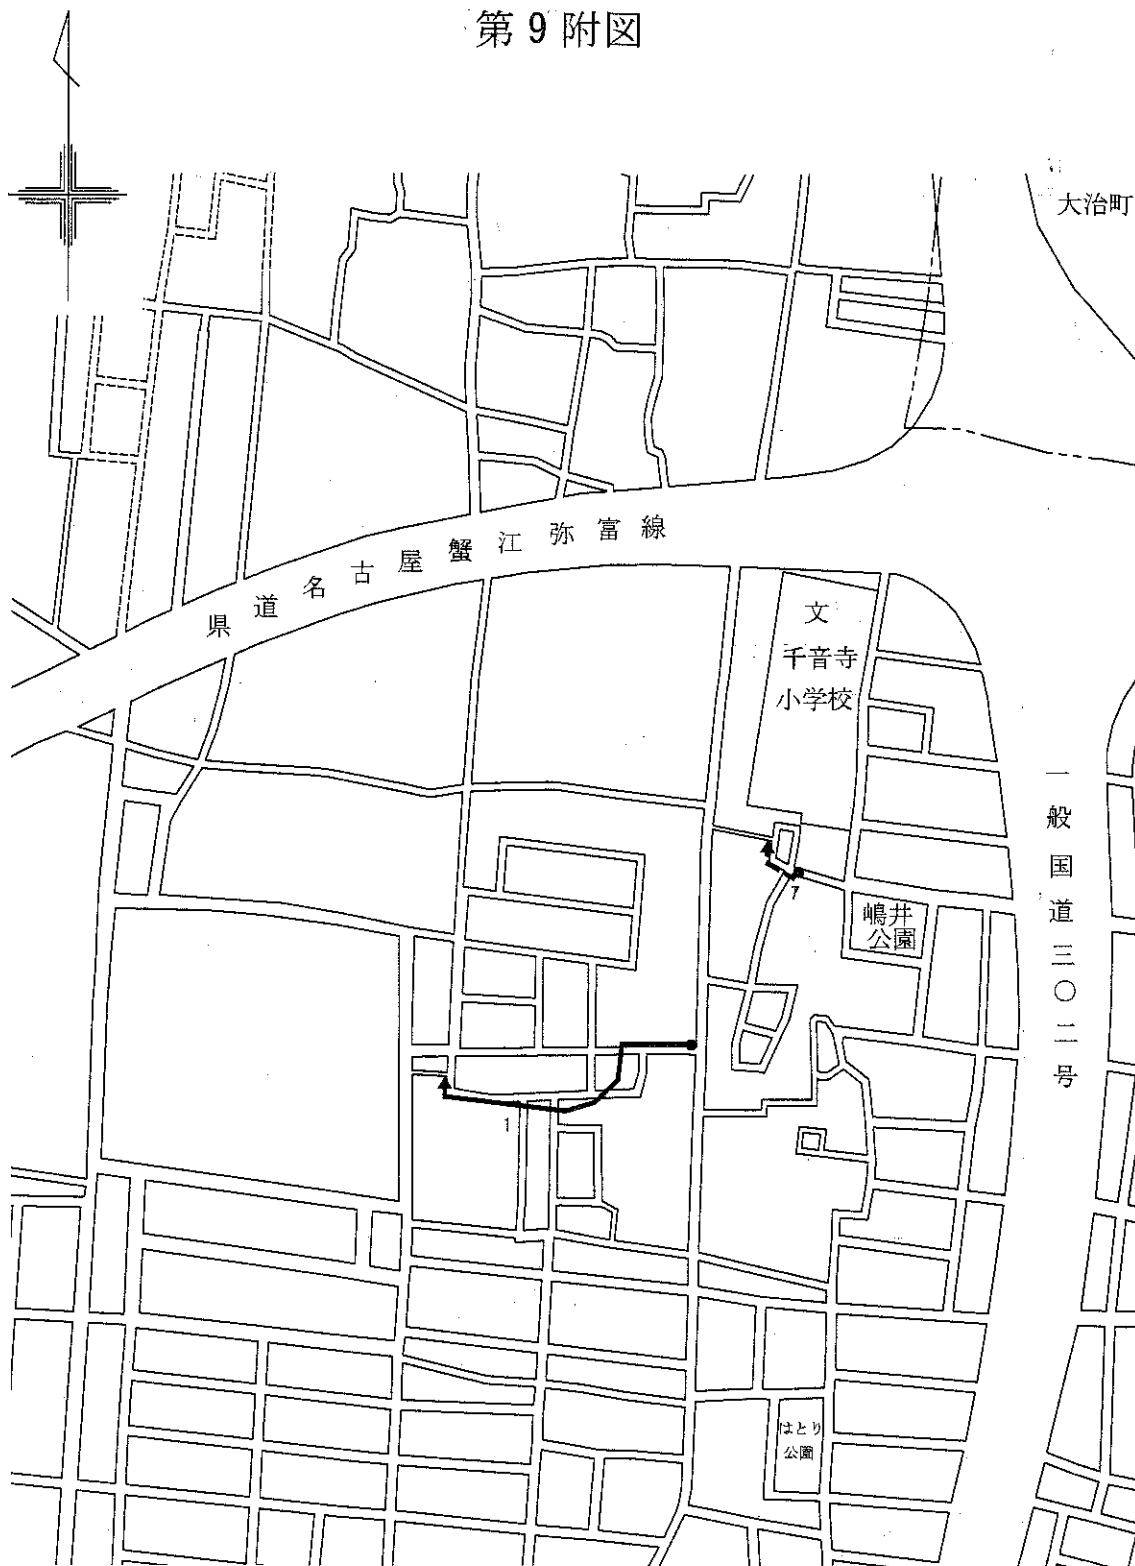 第9附図
大治町
県道名古屋蟹江弥富線
文
千音寺
小学校
一般国道三〇二号
7
嶋井
公園
1
はとり
公園